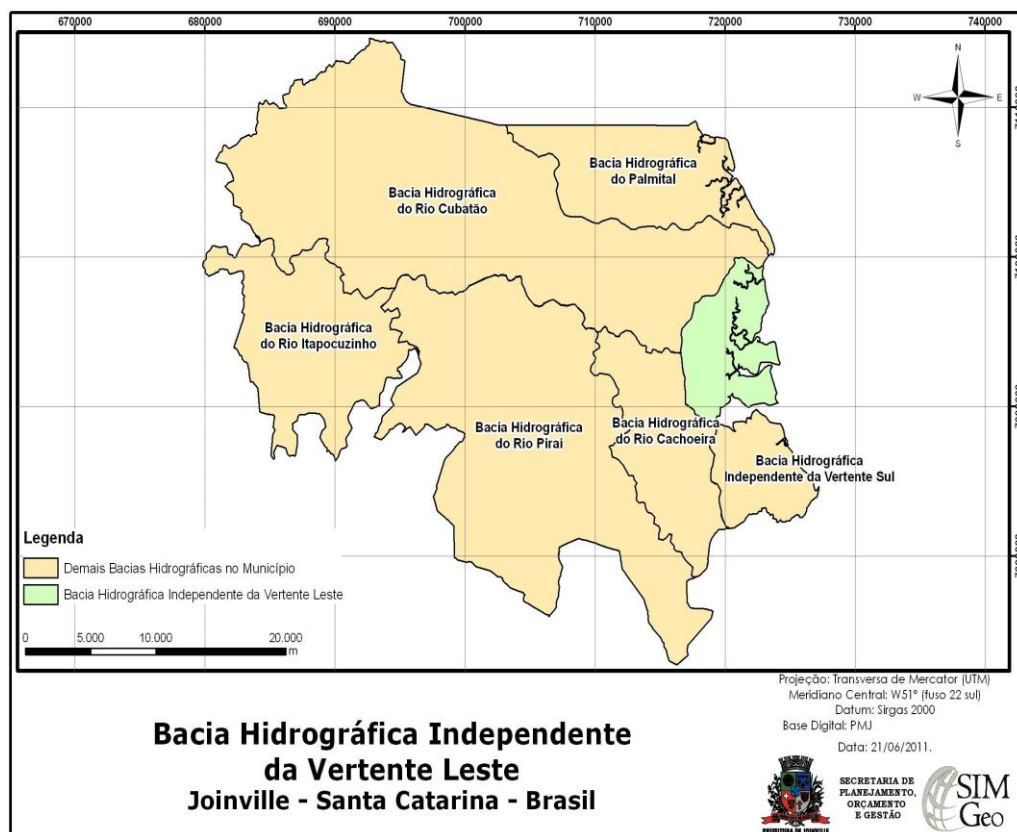 670000 680000 690000 700000 710000 720000 730000 740000
N
W E
S
Bacia Hidrográfica
do Palmital
Bacia Hidrográfica
do Rio Cubatão
Bacia Hidrográfica
do Rio Itapocuzinho
Bacia Hidrográfica
do Rio Piraí
Bacia Hidrográfica
do Rio Cachoeira
Bacia Hidrográfica
Independente da Vertente Sul
Legenda
Demais Bacias Hidrográficas no Município
Bacia Hidrográfica Independente da Vertente Leste
0 5.000 10.000 20.000
m
Projeção: Transversa de Mercator (UTM)
Meridiano Central: W51° (fuso 22 sul)
Datum: Sirgas 2000
Base Digital: PMJ
Data: 21/06/2011.
Bacia Hidrográfica Independente
da Vertente Leste
Joinville - Santa Catarina - Brasil
PREFEITURA DE JOINVILLE
SECRETARIA DE
PLANEJAMENTO,
ORÇAMENTO
E GESTÃO
SIM
Geo